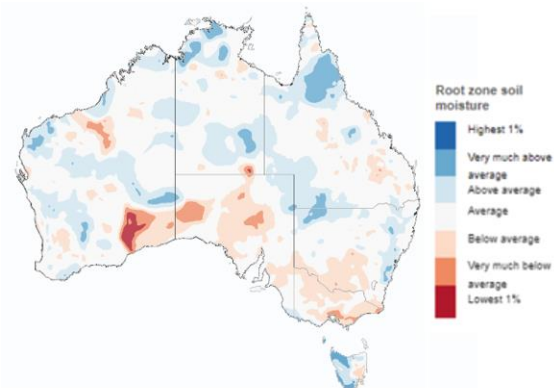 Root zone soil
moisture
Highest 1%
Very much above
average
Above average
Average
Below average
Very much below
average
Lowest 1%